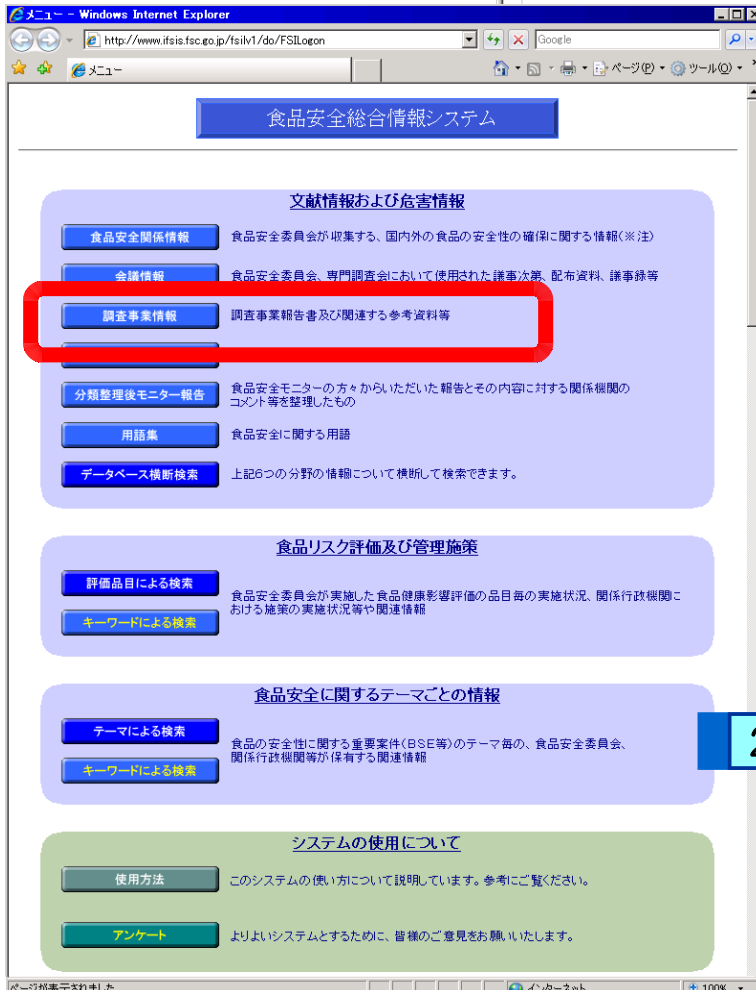 メニュー - Windows Internet Explorer
http://www.ifsis.fsc.go.jp/fsilv1/do/FSILogon
Google
メニュー
ページ(P)
ツール(O)
食品安全総合情報システム
文献情報および危害情報
食品安全関係情報 食品安全委員会が収集する、国内外の食品の安全性の確保に関する情報(※注)
会議情報 食品安全委員会、専門調査会において使用された議事次第、配布資料、議事録等
調査事業情報 調査事業報告書及び関連する参考資料等
分類整理後モニター報告 食品安全モニターの方々からいただいた報告とその内容に対する関係機関の
コメント等を整理したもの
用語集 食品安全に関する用語
データベース横断検索 上記6つの分野の情報について横断して検索できます。
食品リスク評価及び管理施策
評価品目による検索
食品安全委員会が実施した食品健康影響評価の品目毎の実施状況、関係行政機関に
おける施策の実施状況等や関連情報
キーワードによる検索
食品安全に関するテーマごとの情報
テーマによる検索
食品の安全性に関する重要案件(BSE等)のテーマ毎の、食品安全委員会、
関係行政機関等が保有する関連情報
キーワードによる検索
2
システムの使用について
使用方法 このシステムの使い方について説明しています。参考にご覧ください。
アンケート よりよいシステムとするために、皆様のご意見をお願いいたします。
ページが表示されました
インターネット
100%